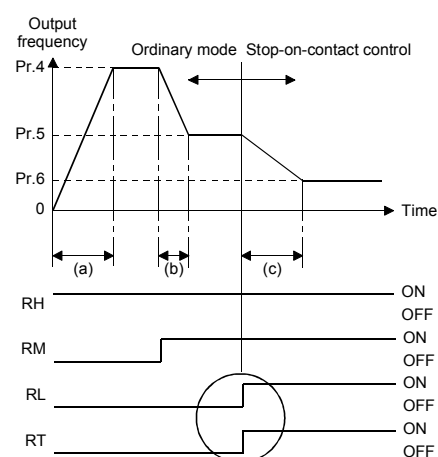 Output
frequency
Ordinary mode
Stop-on-contact control
Pr.4
Pr.5
Pr.6
0
Time
(a)
(b)
(c)
RH
ON
OFF
RM
ON
OFF
RL
ON
OFF
RT
ON
OFF